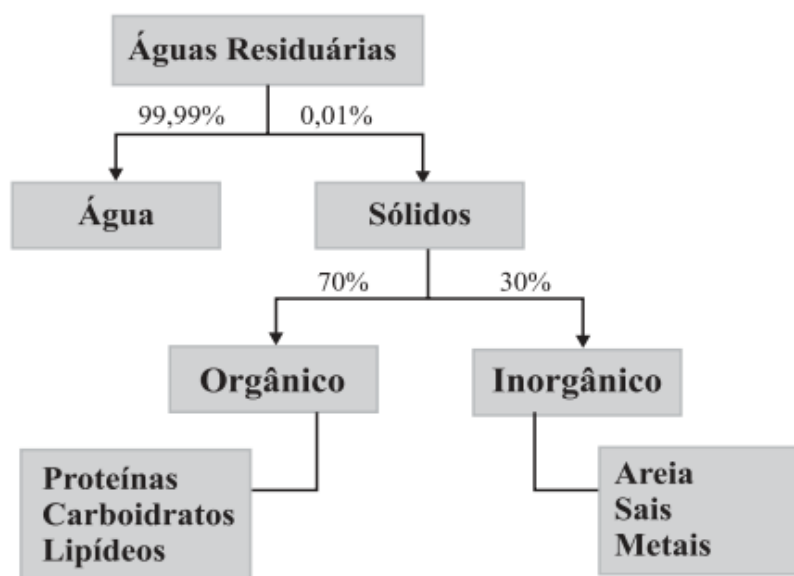 Águas Residuárias
99,99%
0,01%
Água
Sólidos
70%
30%
Orgânico
Inorgânico
Proteínas
Carboidratos
Lipídeos
Areia
Sais
Metais